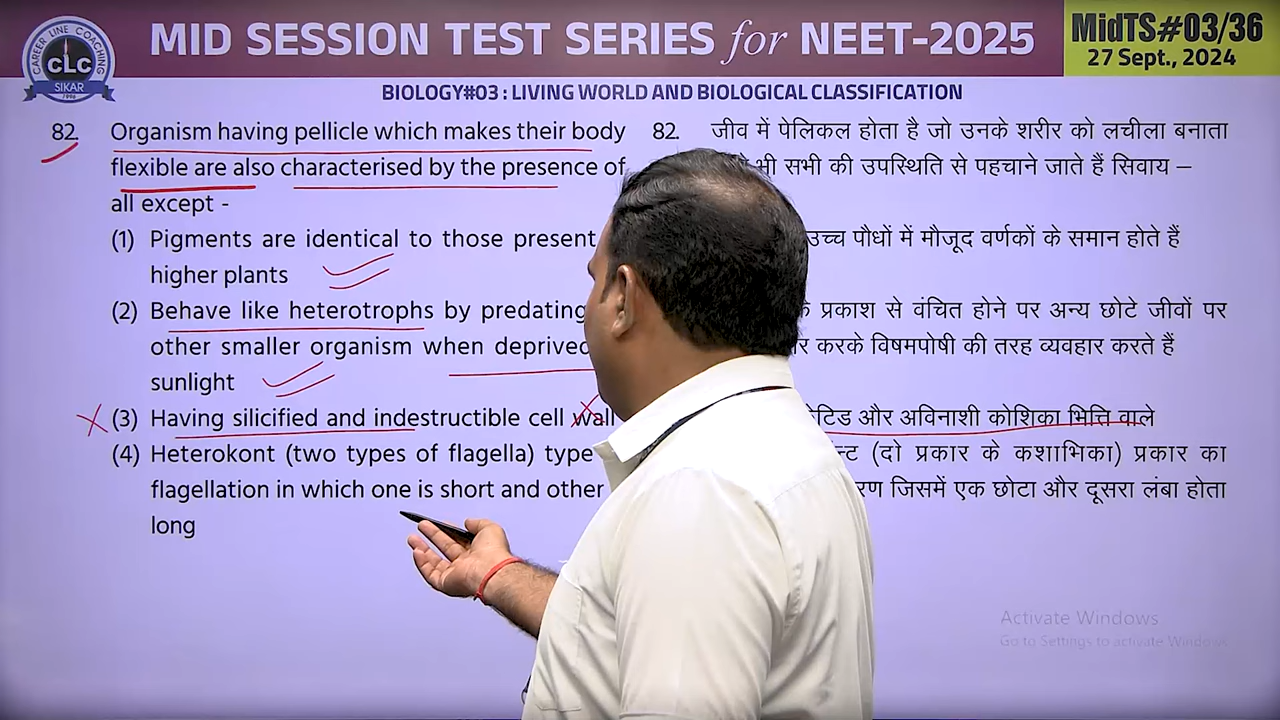 CAREER LINE COACHING
CLC
SIKAR
MID SESSION TEST SERIES for NEET-2025
MidTS#03/36
27 Sept., 2024
BIOLOGY#03 : LIVING WORLD AND BIOLOGICAL CLASSIFICATION
82. Organism having pellicle which makes their body
flexible are also characterised by the presence of
all except -
(1) Pigments are identical to those present
higher plants
(2) Behave like heterotrophs by predating
other smaller organism when deprived
sunlight
(3) Having silicified and indestructible cell wall
(4) Heterokont (two types of flagella) type
flagellation in which one is short and other
long
82. जीव में पेलिकल होता है जो उनके शरीर को लचीला बनाता
भी सभी की उपस्थिति से पहचाने जाते हैं सिवाय –
उच्च पौधों में मौजूद वर्णकों के समान होते हैं
के प्रकाश से वंचित होने पर अन्य छोटे जीवों पर
करके विषमपोषी की तरह व्यवहार करते हैं
और अविनाशी कोशिका भित्ति वाले
(दो प्रकार के कशाभिका) प्रकार का
जिसमें एक छोटा और दूसरा लंबा होता
Activate Windows
Go to Settings to activate Windows.